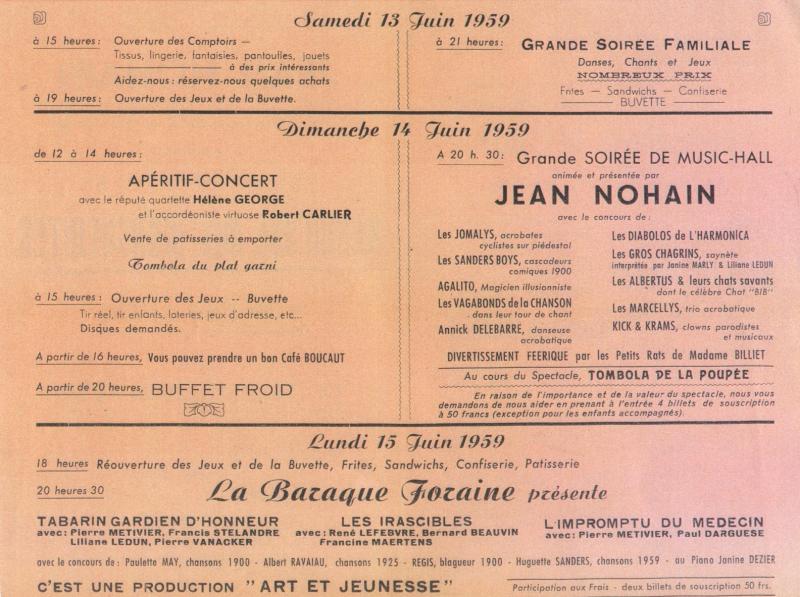 Samedi 13 Juin 1959
à 15 heures: Ouverture des Comptoirs —
Tissus, lingerie, fantaisies, pantoufles, jouets
à des prix intéressants
Aidez-nous: réservez-nous quelques achats
à 19 heures: Ouverture des Jeux et de la Buvette.
à 21 heures: GRANDE SOIRÉE FAMILIALE
Danses, Chants et Jeux
NOMBREUX PRIX
Frites — Sandwichs — Confiserie
BUVETTE
Dimanche 14 Juin 1959
de 12 à 14 heures:
APÉRITIF-CONCERT
avec le réputé quartette Hélène GEORGE
et l'accordéoniste virtuose Robert CARLIER
Vente de patisseries à emporter
Tombola du plat garni
à 15 heures: Ouverture des Jeux -- Buvette
Tir réel, tir enfants, loteries, jeux d'adresse, etc...
Disques demandés.
A partir de 16 heures, Vous pouvez prendre un bon Café BOUCAUT
A partir de 20 heures, BUFFET FROID
A 20 h. 30: Grande SOIRÉE DE MUSIC-HALL
animée et présentée par
JEAN NOHAIN
avec le concours de:
Les JOMALYS, acrobates
cyclistes sur piédestal
Les SANDERS BOYS, cascadeurs
comiques 1900
AGALITO, Magicien illusionniste
Les VAGABONDS de la CHANSON
dans leur tour de chant
Annick DELEBARRE, danseuse
acrobatique
Les DIABOLOS de L'HARMONICA
Les GROS CHAGRINS, saynète
interprétée par Janine MARLY & Liliane LEDUN
Les ALBERTUS & leurs chats savants
dont le célèbre Chat "BIB"
Les MARCELLYS, trio acrobatique
KICK & KRAMS, clowns parodistes
et musicaux
DIVERTISSEMENT FEERIQUE par les Petits Rats de Madame BILLIET
Au cours du Spectacle, TOMBOLA DE LA POUPÉE
En raison de l'importance et de la valeur du spectacle, nous vous
demandons de nous aider en prenant à l'entrée 4 billets de souscription
à 50 francs (exception pour les enfants accompagnés).
Lundi 15 Juin 1959
18 heures Réouverture des Jeux et de la Buvette, Frites, Sandwichs, Confiserie, Patisserie
20 heures 30 La Baraque Foraine présente
TABARIN GARDIEN D'HONNEUR
avec: Pierre METIVIER, Francis STELANDRE
Liliane LEDUN, Pierre VANACKER
LES IRASCIBLES
avec: René LEFEBVRE, Bernard BEAUVIN
Francine MAERTENS
L'IMPROMPTU DU MEDECIN
avec: Pierre METIVIER, Paul DARGUESE
avec le concours de: Paulette MAY, chansons 1900 - Albert RAVAIAU, chansons 1925 - REGIS, blagueur 1900 - Huguette SANDERS, chansons 1959 - au Piano Janine DEZIER
C'EST UNE PRODUCTION "ART ET JEUNESSE"
Participation aux Frais - deux billets de souscription 50 frs.